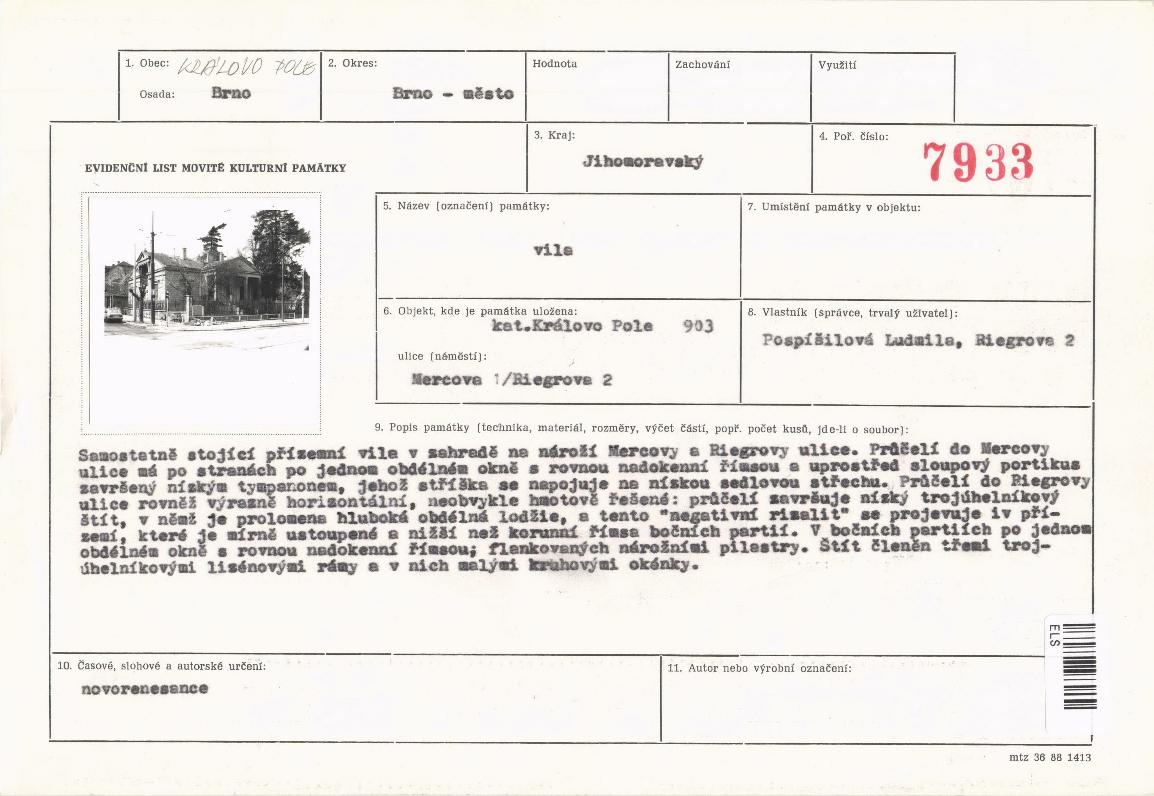 1. Obec: KRÁLOVO POLE
Osada: Brno
2. Okres:
Brno - město
Hodnota
Zachování
Využití
EVIDENČNÍ LIST MOVITÉ KULTURNÍ PAMÁTKY
3. Kraj:
Jihomoravský
4. Poř. číslo:
7933
5. Název (označení) památky:
vila
7. Umístění památky v objektu:
6. Objekt, kde je památka uložena:
kat.Královo Pole 903
ulice (náměstí):
Mercova 1/Riegrova 2
8. Vlastník (správce, trvalý uživatel):
Pospíšilová Ludmila, Riegrova 2
9. Popis památky (technika, materiál, rozměry, výčet částí, popř. počet kusů, jde-li o soubor):
Samostatně stojící přízemní vila v zahradě na nároží Mercovy a Riegrovy ulice. Průčelí do Mercovy
ulice má po stranách po jednom obdélném okně s rovnou nadokenní římsou a uprostřed sloupový portikus
završený nízkým tympanonem, jehož stříška se napojuje na nízkou sedlovou střechu. Průčelí do Riegrovy
ulice rovněž výrazně horizontální, neobvykle hmotově řešené: průčelí završuje nízký trojúhelníkový
štít, v němž je prolomena hluboká obdélná lodžie, a tento "negativní rizalit" se projevuje iv pří-
zemí, které je mírně ustoupené a nižší než korunní římsa bočních partií. V bočních partiích po jednom
obdélném okně s rovnou nadokenní římsou; flankovaných nárožními pilastry. Štít členěn třemi troj-
úhelníkovými lisénovými rámy a v nich malými kruhovými okénky.
10. Časové, slohové a autorské určení:
novorenesance
11. Autor nebo výrobní označení:
ELS
mtz 36 88 1413